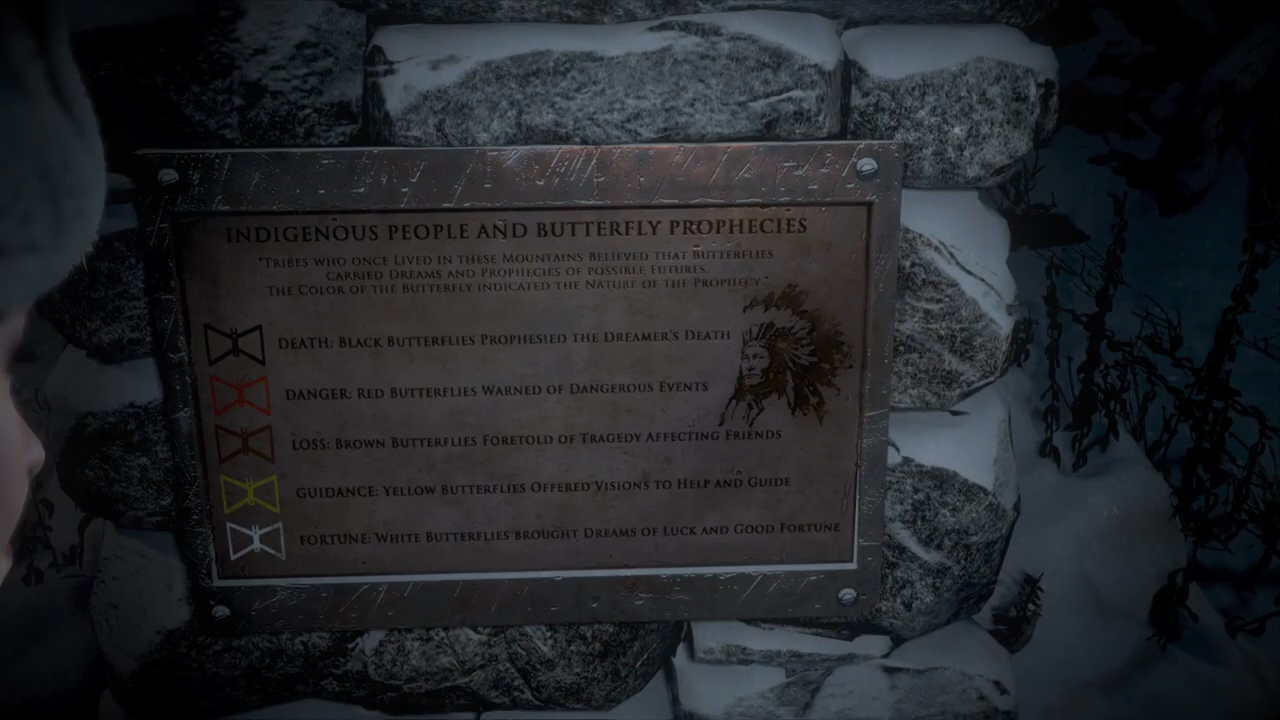 INDIGENOUS PEOPLE AND BUTTERFLY PROPHECIES
"TRIBES WHO ONCE LIVED IN THESE MOUNTAINS BELIEVED THAT BUTTERFLIES
CARRIED DREAMS AND PROPHECIES OF POSSIBLE FUTURES.
THE COLOR OF THE BUTTERFLY INDICATED THE NATURE OF THE PROPHECY."
DEATH: BLACK BUTTERFLIES PROPHESIED THE DREAMER'S DEATH
DANGER: RED BUTTERFLIES WARNED OF DANGEROUS EVENTS
LOSS: BROWN BUTTERFLIES FORETOLD OF TRAGEDY AFFECTING FRIENDS
GUIDANCE: YELLOW BUTTERFLIES OFFERED VISIONS TO HELP AND GUIDE
FORTUNE: WHITE BUTTERFLIES BROUGHT DREAMS OF LUCK AND GOOD FORTUNE